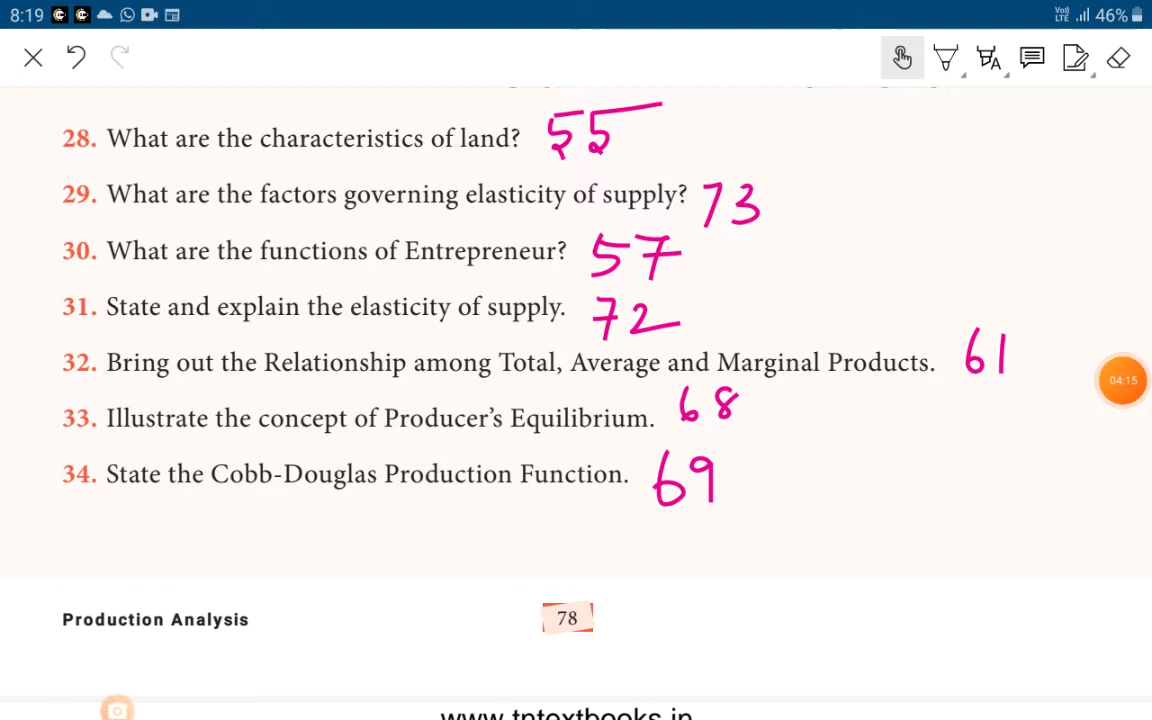 8:19
Vo) LTE 46%
28. What are the characteristics of land? 55
29. What are the factors governing elasticity of supply? 73
30. What are the functions of Entrepreneur? 57
31. State and explain the elasticity of supply. 72
32. Bring out the Relationship among Total, Average and Marginal Products. 61
04:15
33. Illustrate the concept of Producer's Equilibrium. 68
34. State the Cobb-Douglas Production Function. 69
Production Analysis 78
www.tntextbooks.in